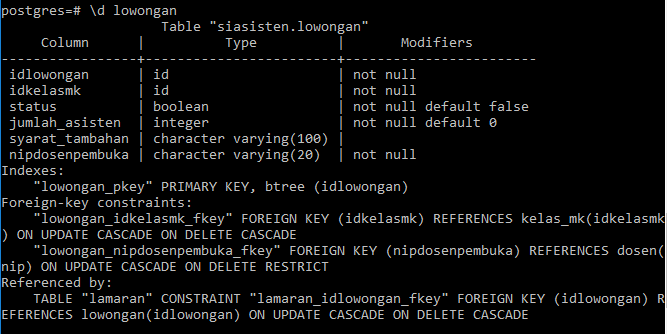 postgres=# \d lowongan
                    Table "siasisten.lowongan"
     Column      |          Type          |       Modifiers
-----------------+------------------------+------------------------
 idlowongan      | id                     | not null
 idkelasmk       | id                     | not null
 status          | boolean                | not null default false
 jumlah_asisten  | integer                | not null default 0
 syarat_tambahan | character varying(100) |
 nipdosenpembuka | character varying(20)  | not null
Indexes:
    "lowongan_pkey" PRIMARY KEY, btree (idlowongan)
Foreign-key constraints:
    "lowongan_idkelasmk_fkey" FOREIGN KEY (idkelasmk) REFERENCES kelas_mk(idkelasmk
) ON UPDATE CASCADE ON DELETE CASCADE
    "lowongan_nipdosenpembuka_fkey" FOREIGN KEY (nipdosenpembuka) REFERENCES dosen(
nip) ON UPDATE CASCADE ON DELETE RESTRICT
Referenced by:
    TABLE "lamaran" CONSTRAINT "lamaran_idlowongan_fkey" FOREIGN KEY (idlowongan) R
EFERENCES lowongan(idlowongan) ON UPDATE CASCADE ON DELETE CASCADE